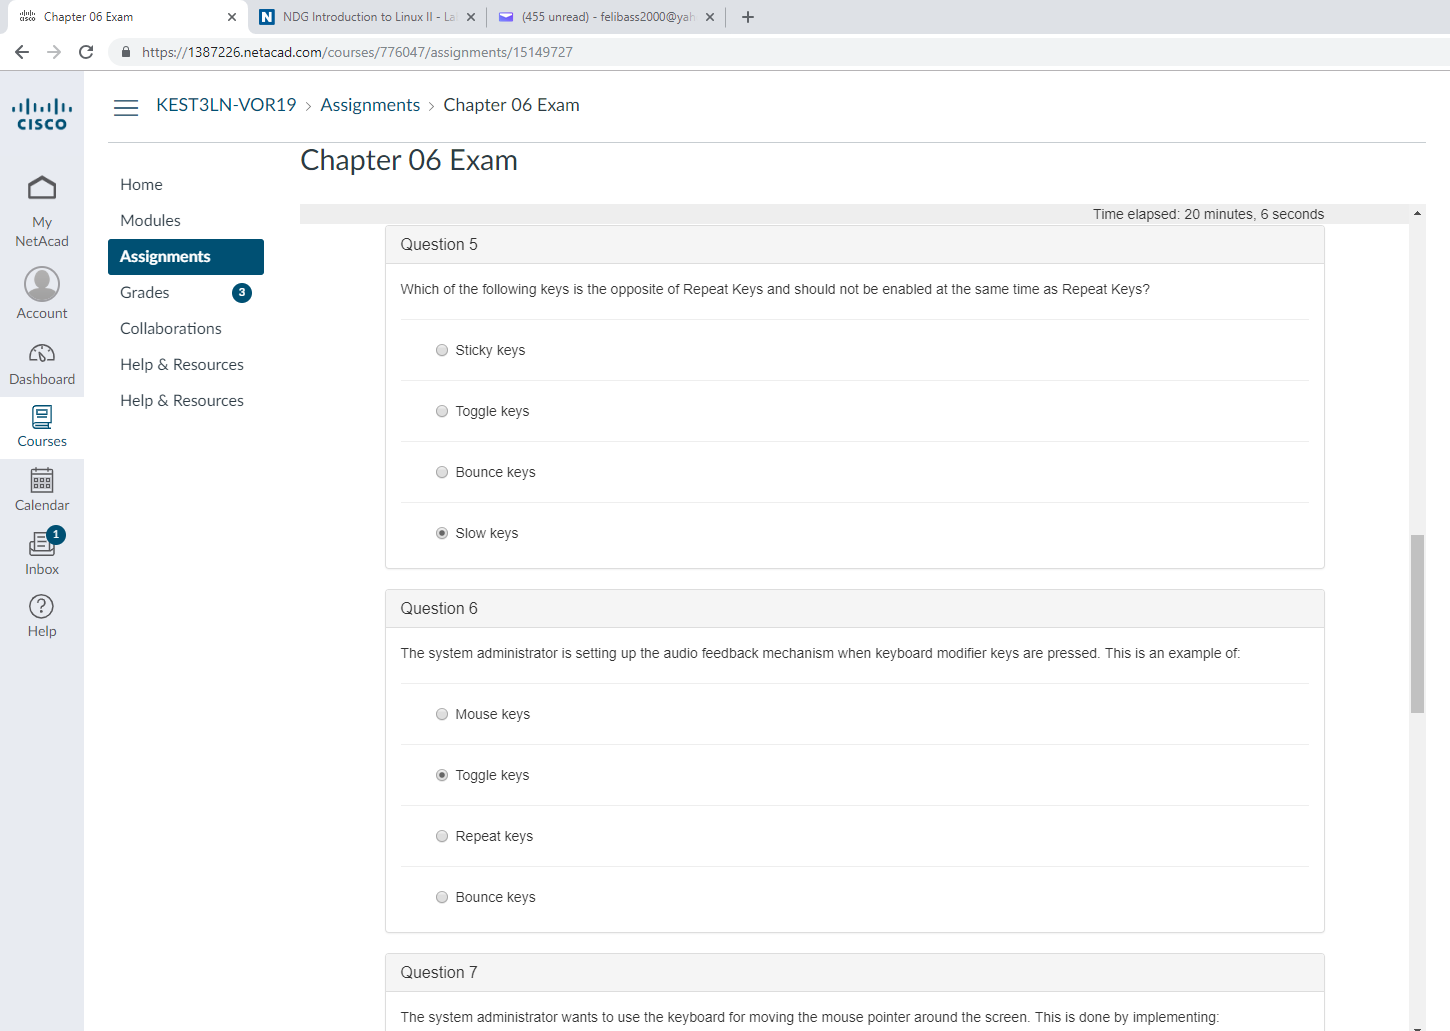 Chapter 06 Exam
NDG Introduction to Linux II - La
(455 unread) - felibass2000@yah
https://1387226.netacad.com/courses/776047/assignments/15149727
CISCO
My NetAcad
Account
Dashboard
Courses
Calendar
1
Inbox
Help
KEST3LN-VOR19 > Assignments > Chapter 06 Exam
Home
Modules
Assignments
Grades 3
Collaborations
Help & Resources
Help & Resources
Chapter 06 Exam
Time elapsed: 20 minutes, 6 seconds
Question 5
Which of the following keys is the opposite of Repeat Keys and should not be enabled at the same time as Repeat Keys?
Sticky keys
Toggle keys
Bounce keys
Slow keys
Question 6
The system administrator is setting up the audio feedback mechanism when keyboard modifier keys are pressed. This is an example of:
Mouse keys
Toggle keys
Repeat keys
Bounce keys
Question 7
The system administrator wants to use the keyboard for moving the mouse pointer around the screen. This is done by implementing: